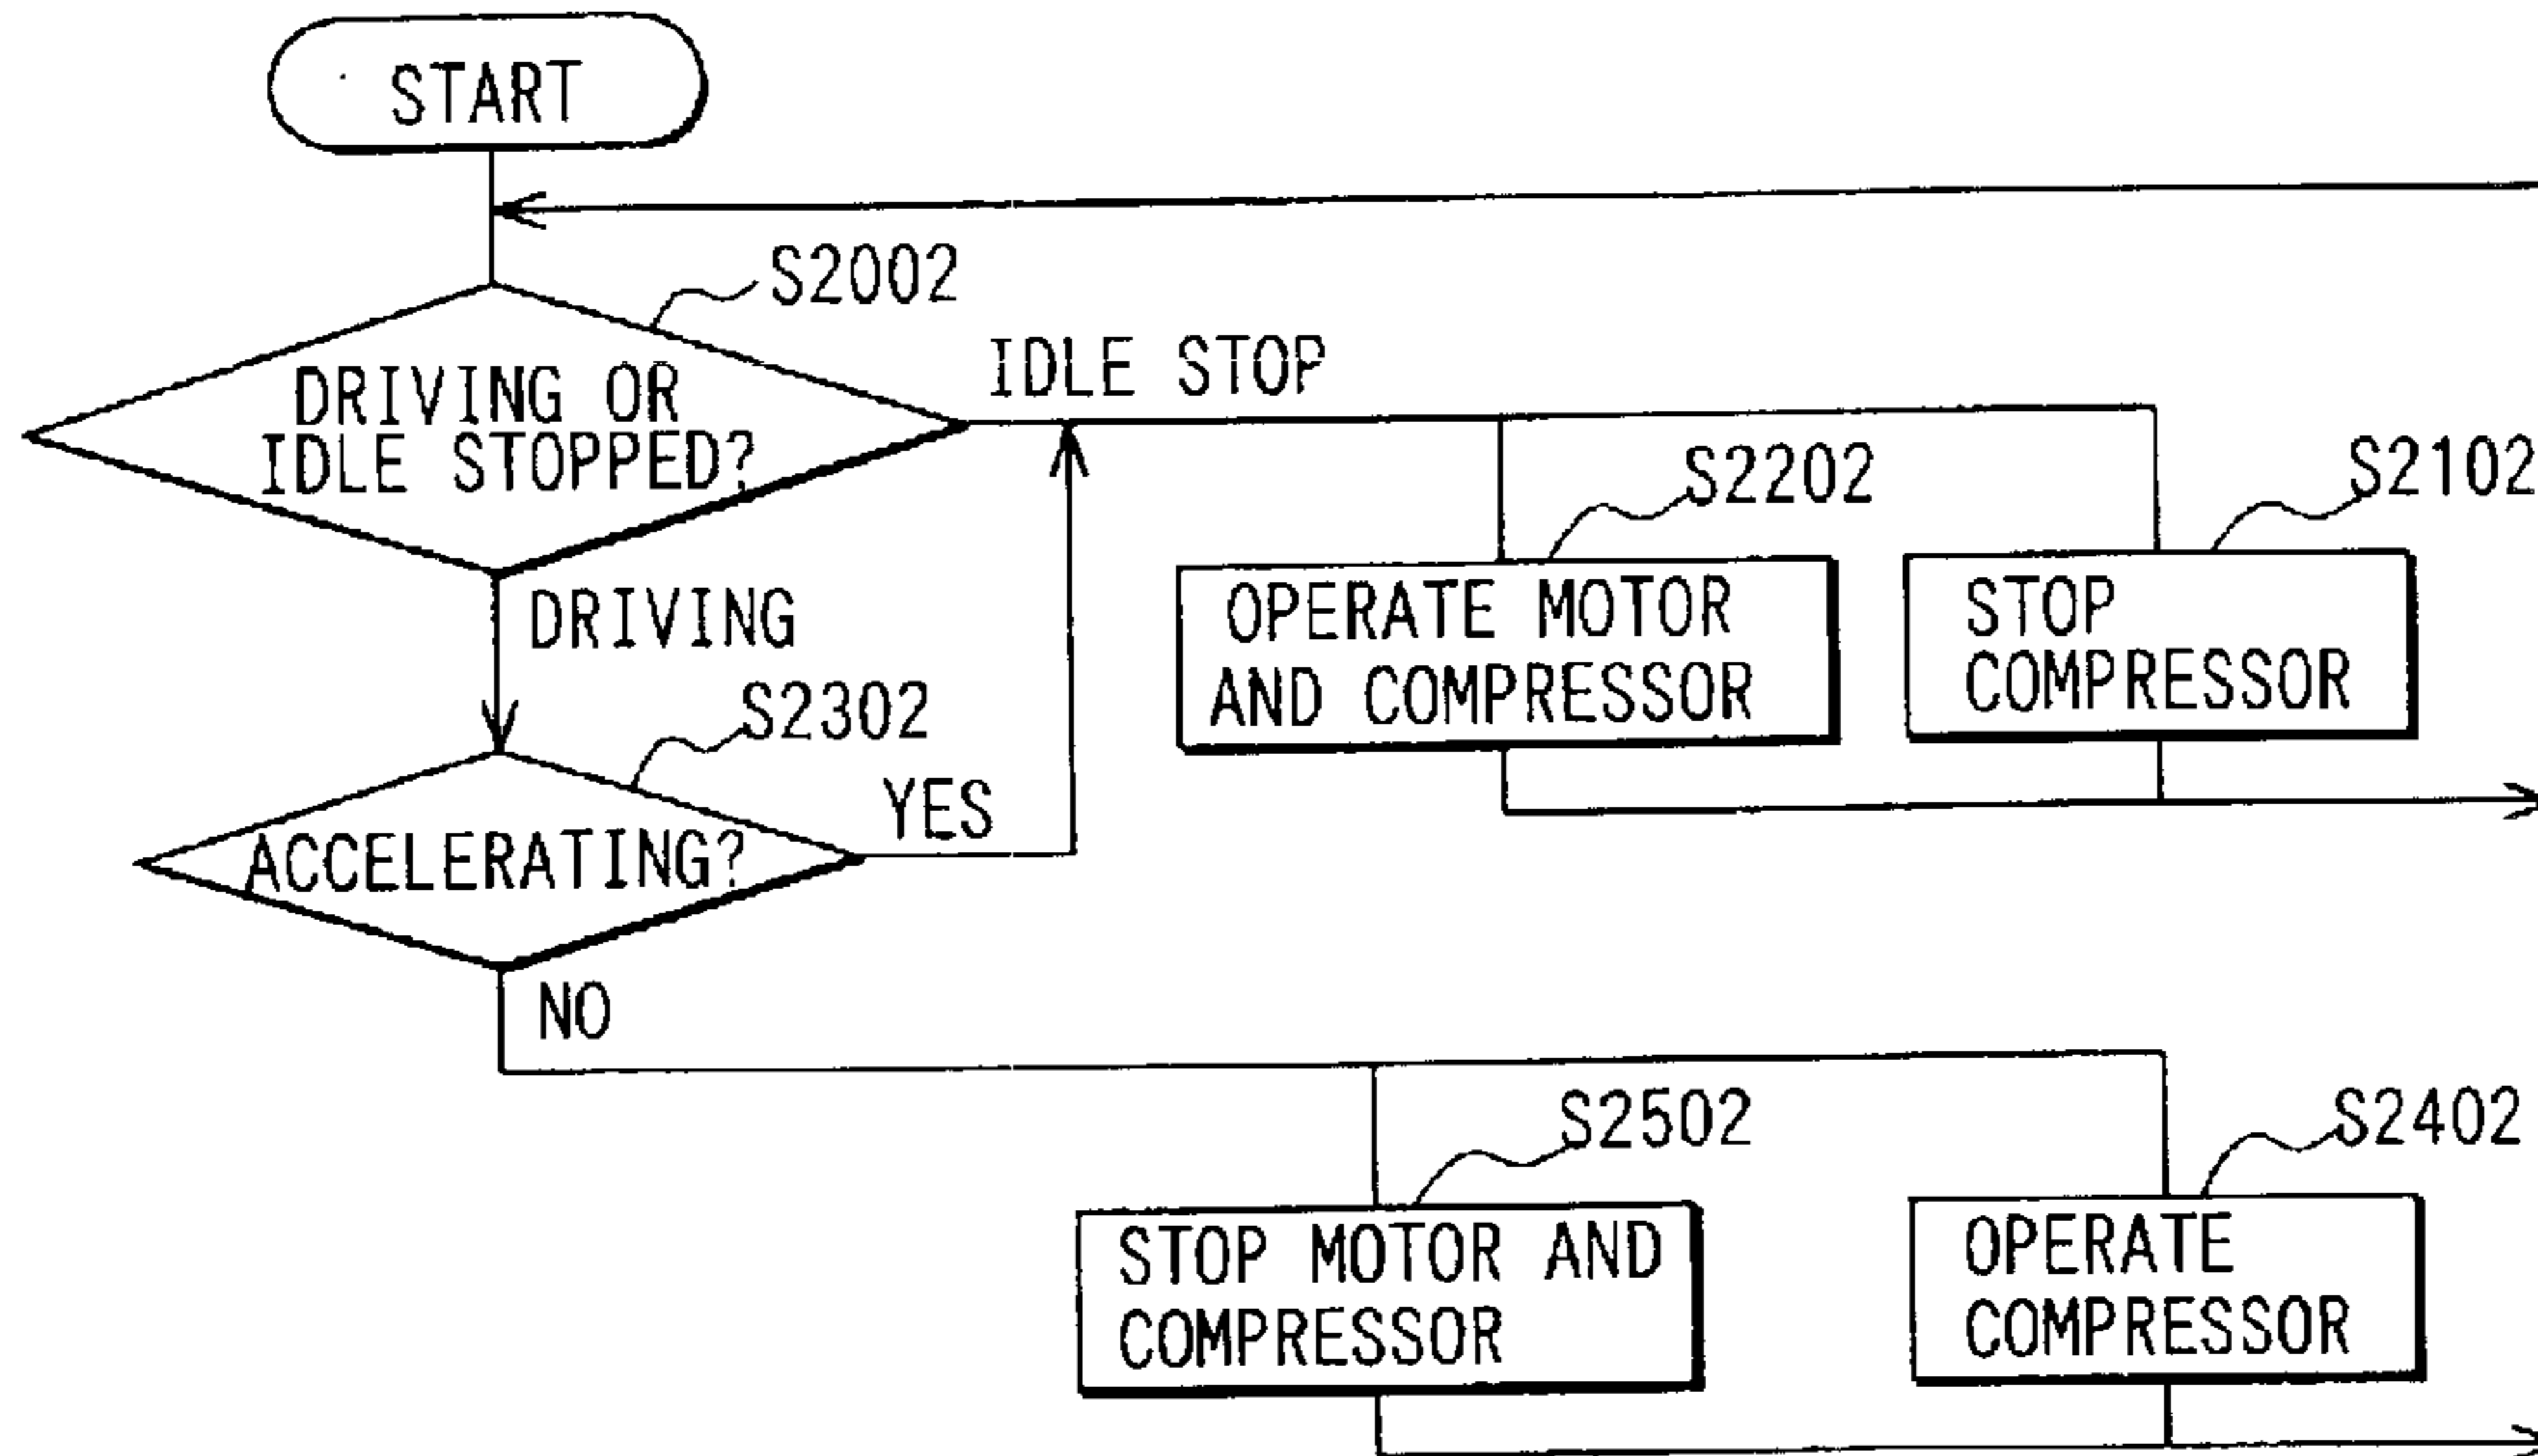 START
S2002
DRIVING OR
IDLE STOPPED?
IDLE STOP
S2202
S2102
OPERATE MOTOR
AND COMPRESSOR
STOP
COMPRESSOR
DRIVING
S2302
ACCELERATING?
YES
NO
S2502
S2402
STOP MOTOR AND
COMPRESSOR
OPERATE
COMPRESSOR